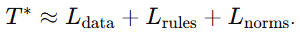 T* ≈ L_data + L_rules + L_norms.